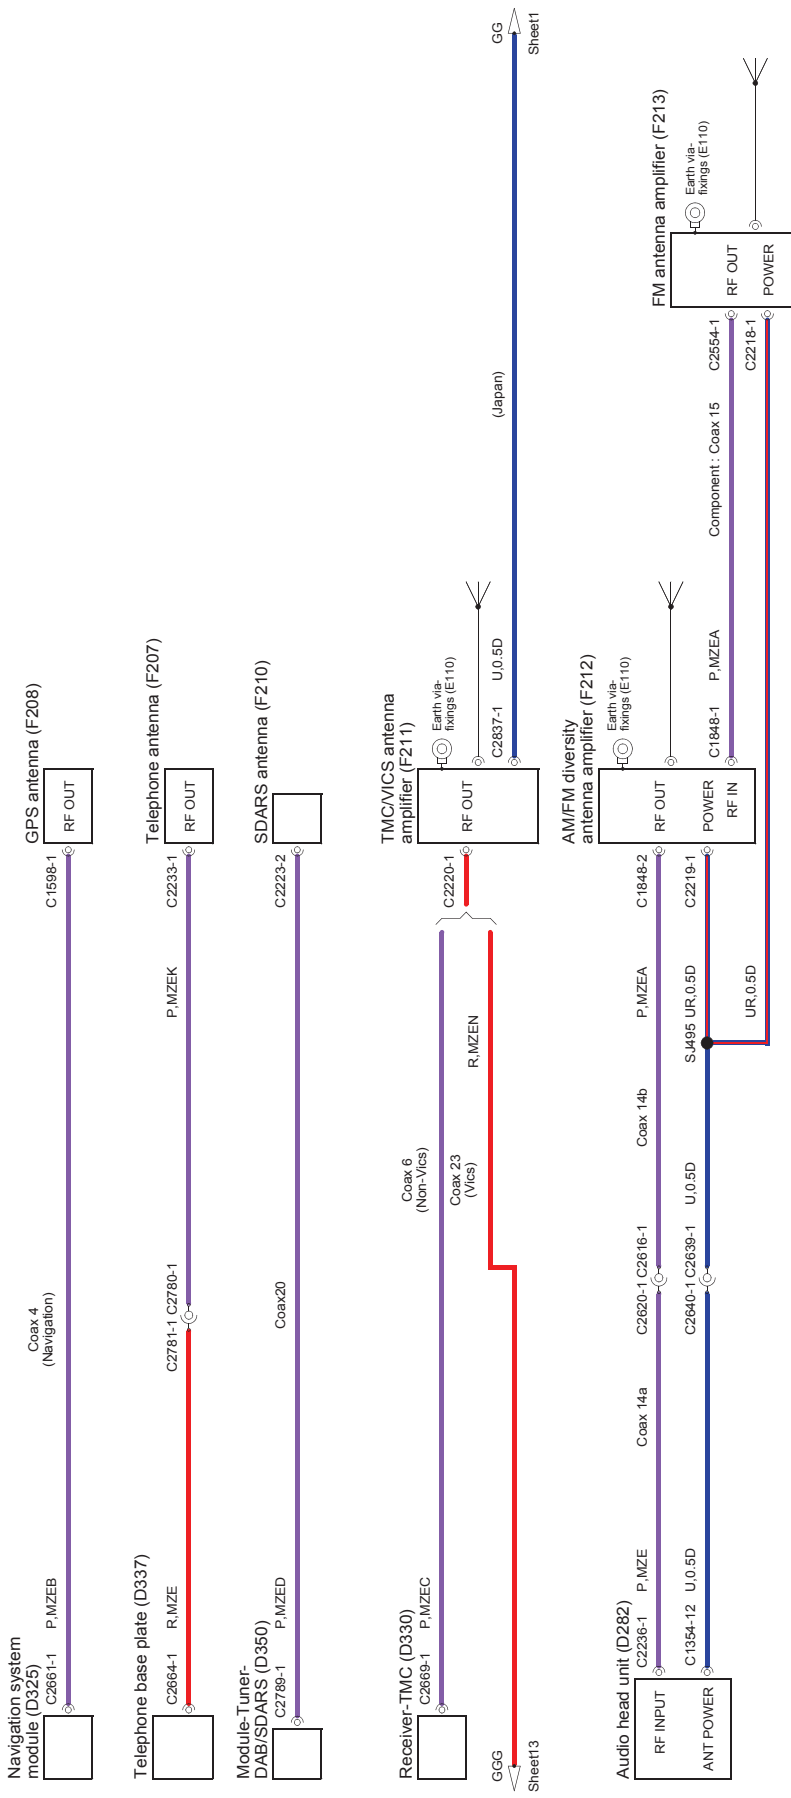 Navigation system
module (D325)
C2661-1
P,MZEB
Coax 4
(Navigation)
C1598-1
GPS antenna (F208)
RF OUT
Telephone base plate (D337)
C2664-1
R,MZE
C2781-1
C2780-1
P,MZEK
C2233-1
Telephone antenna (F207)
RF OUT
Module-Tuner-
DAB/SDARS (D350)
C2789-1
P,MZED
Coax20
C2223-2
SDARS antenna (F210)
Receiver-TMC (D330)
C2669-1
P,MZEC
Coax 6
(Non-Vics)
Coax 23
(Vics)
R,MZEN
C2220-1
TMC/VICS antenna
amplifier (F211)
RF OUT
Earth via-
fixings (E110)
C2837-1
U,0.5D
(Japan)
GG
Sheet1
GGG
Sheet13
Audio head unit (D282)
RF INPUT
ANT POWER
C2236-1
P,MZE
Coax 14a
C2620-1
C2616-1
Coax 14b
P,MZEA
C1848-2
C1354-12
U,0.5D
C2640-1
C2639-1
U,0.5D
SJ495
UR,0.5D
C2219-1
UR,0.5D
AM/FM diversity
antenna amplifier (F212)
RF OUT
POWER
RF IN
Earth via-
fixings (E110)
C1848-1
P,MZEA
Component : Coax 15
C2554-1
C2218-1
FM antenna amplifier (F213)
RF OUT
POWER
Earth via-
fixings (E110)